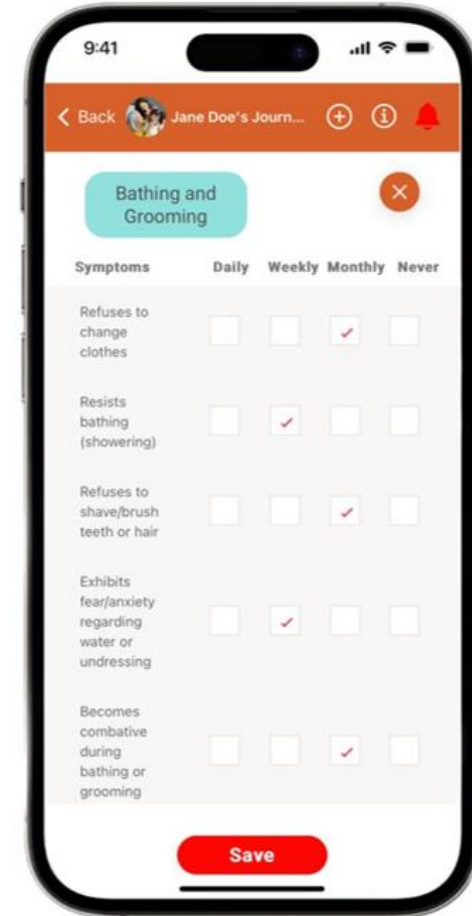 9:41
Back Jane Doe's Journ...
Bathing and
Grooming
Symptoms Daily Weekly Monthly Never
Refuses to
change
clothes
Resists
bathing
(showering)
Refuses to
shave/brush
teeth or hair
Exhibits
fear/anxiety
regarding
water or
undressing
Becomes
combative
during
bathing or
grooming
Save